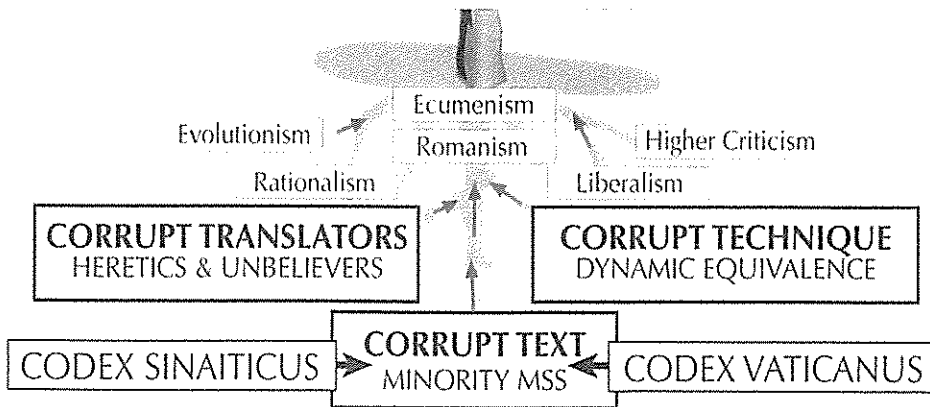 Ecumenism
Evolutionism
Romanism
Higher Criticism
Rationalism
Liberalism
CORRUPT TRANSLATORS
HERETICS & UNBELIEVERS
CORRUPT TECHNIQUE
DYNAMIC EQUIVALENCE
CODEX SINAITICUS
CORRUPT TEXT
MINORITY MSS
CODEX VATICANUS